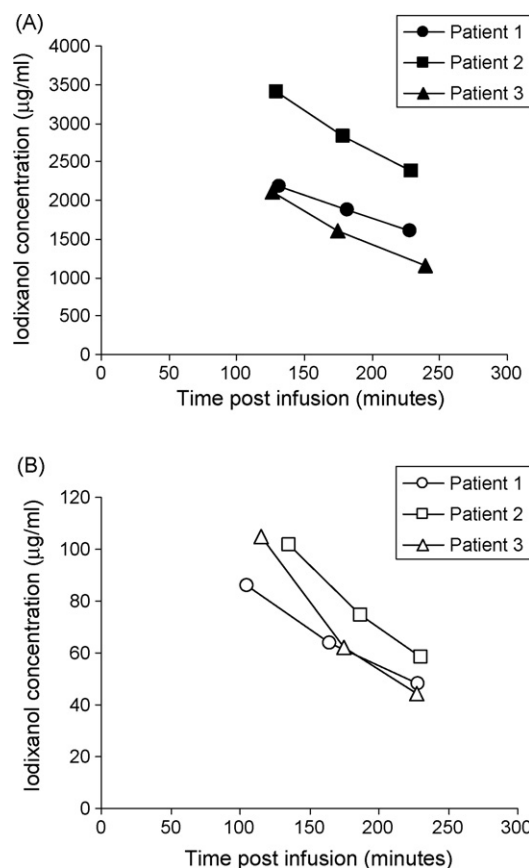 (A)
Patient 1
Patient 2
Patient 3
Iodixanol concentration (µg/ml)
4000
3500
3000
2500
2000
1500
1000
500
0
0 50 100 150 200 250 300
Time post infusion (minutes)
(B)
Patient 1
Patient 2
Patient 3
Iodixanol concentration (µg/ml)
120
100
80
60
40
20
0
0 50 100 150 200 250 300
Time post infusion (minutes)